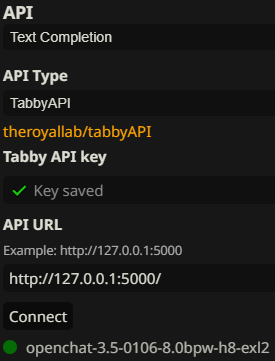 API
Text Completion
API Type
TabbyAPI
theroyallab/tabbyAPI
Tabby API key
Key saved
API URL
Example: http://127.0.0.1:5000
http://127.0.0.1:5000/
Connect
openchat-3.5-0106-8.0bpw-h8-exl2